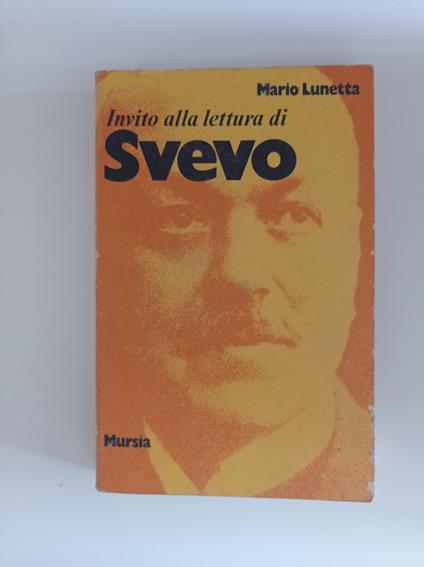 Mario Lunetta
Invito alla lettura di
Svevo
Mursia